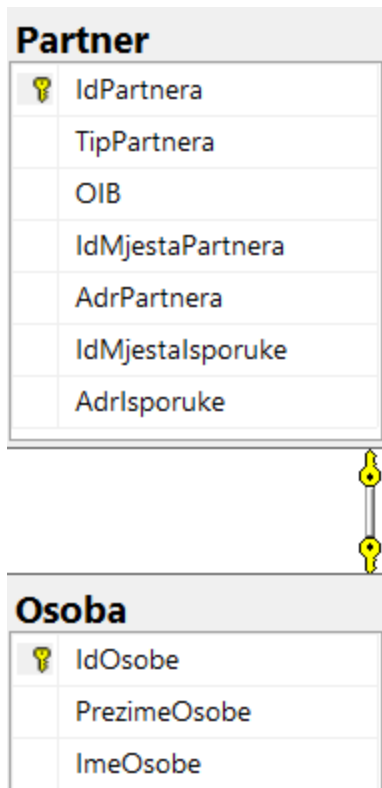 Partner
IdPartnera
TipPartnera
OIB
IdMjestaPartnera
AdrPartnera
IdMjestaIsporuke
AdrIsporuke
Osoba
IdOsobe
PrezimeOsobe
ImeOsobe